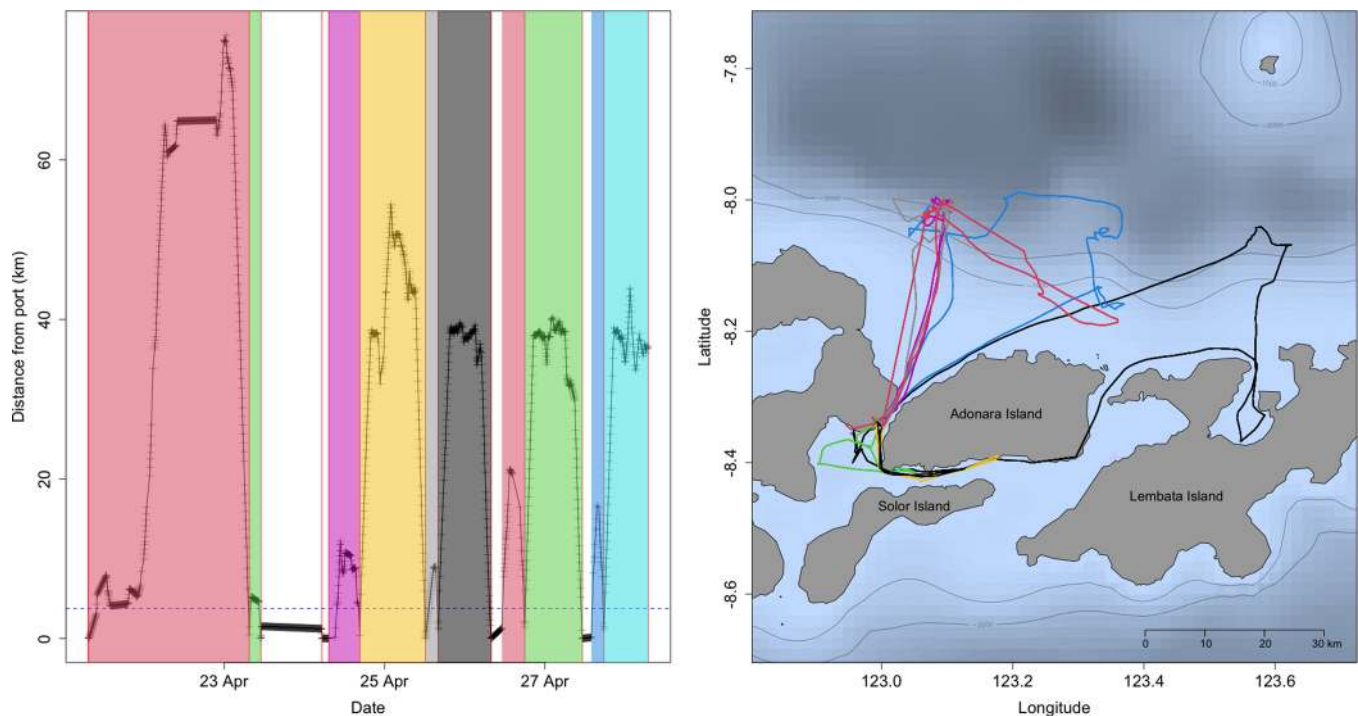 60
40
20
0
Distance from port (km)
23 Apr
25 Apr
27 Apr
Date
-7.8
-8.0
-8.2
-8.4
-8.6
Latitude
Adonara Island
Solor Island
Lembata Island
0 10 20 30 km
123.0
123.2
123.4
123.6
Longitude